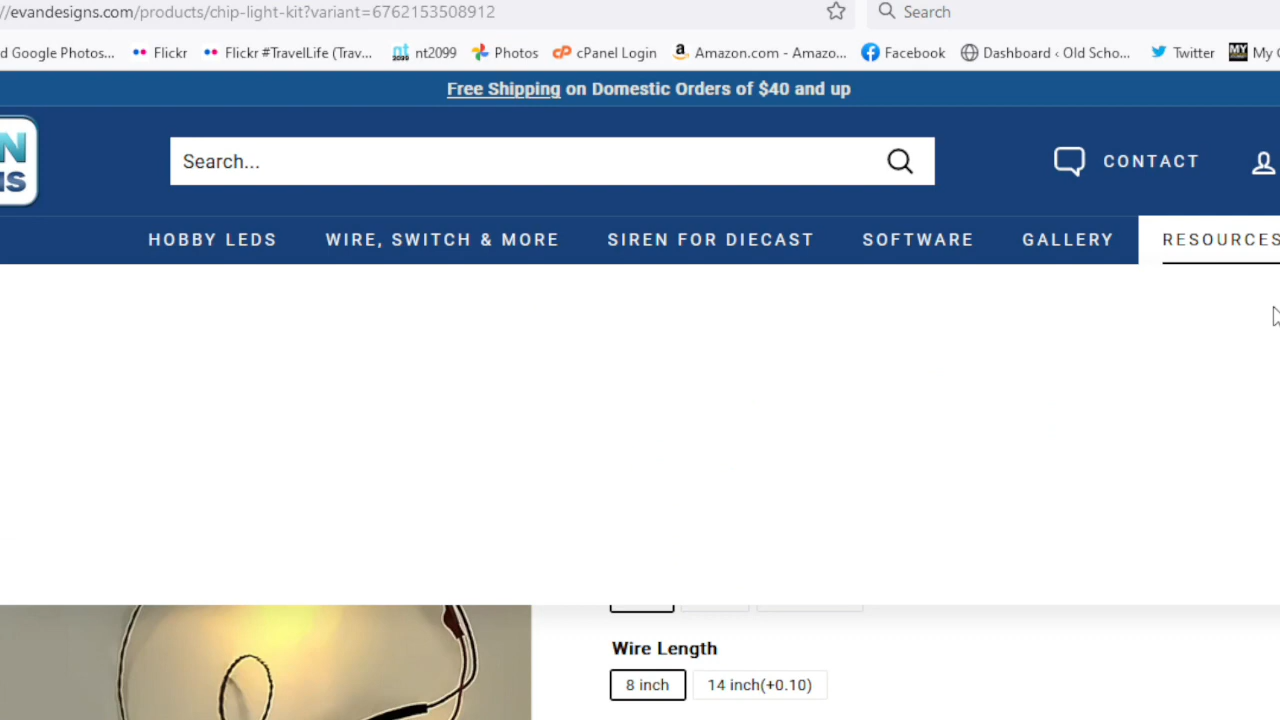 //evandesigns.com/products/chip-light-kit?variant=6762153508912
Search
d Google Photos... Flickr Flickr #TravelLife (Trav... nt2099 Photos cPanel Login Amazon.com - Amazo... Facebook Dashboard ‹ Old Scho... Twitter My
Free Shipping on Domestic Orders of $40 and up
N
NS
Search...
CONTACT
HOBBY LEDS WIRE, SWITCH & MORE SIREN FOR DIECAST SOFTWARE GALLERY RESOURCES
Wire Length
8 inch 14 inch(+0.10)